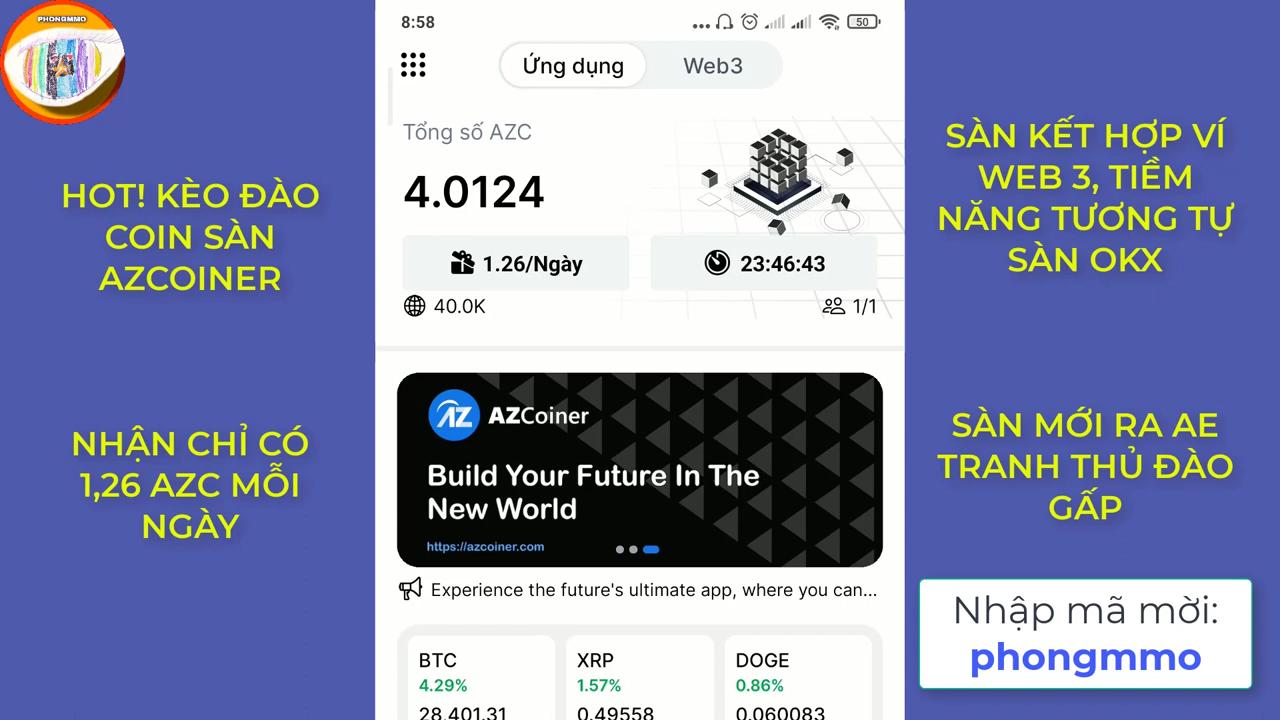 PHONGMMO
HOT! KÈO ĐÀO
COIN SÀN
AZCOINER
NHẬN CHỈ CÓ
1,26 AZC MỖI
NGÀY
8:58
50
Ứng dụng
Web3
Tổng số AZC
4.0124
1.26/Ngày
23:46:43
40.0K
1/1
AZ AZCoiner
Build Your Future In The
New World
https://azcoiner.com
Experience the future's ultimate app, where you can...
BTC
4.29%
28,401.31
XRP
1.57%
0.49558
DOGE
0.86%
0.060083
SÀN KẾT HỢP VÍ
WEB 3, TIỀM
NĂNG TƯƠNG TỰ
SÀN OKX
SÀN MỚI RA AE
TRANH THỦ ĐÀO
GẤP
Nhập mã mời:
phongmmo